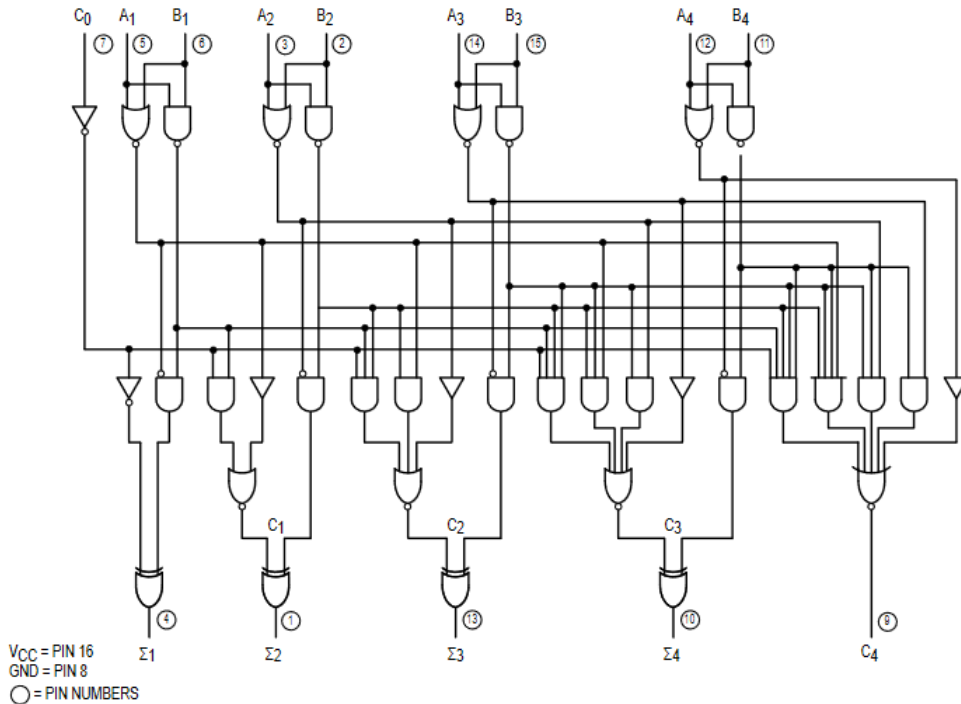 C0 A1 B1 A2 B2 A3 B3 A4 B4
7 5 6 3 2 14 15 12 11
C1 C2 C3
4 1 13 10 9
Σ1 Σ2 Σ3 Σ4 C4
VCC = PIN 16
GND = PIN 8
= PIN NUMBERS